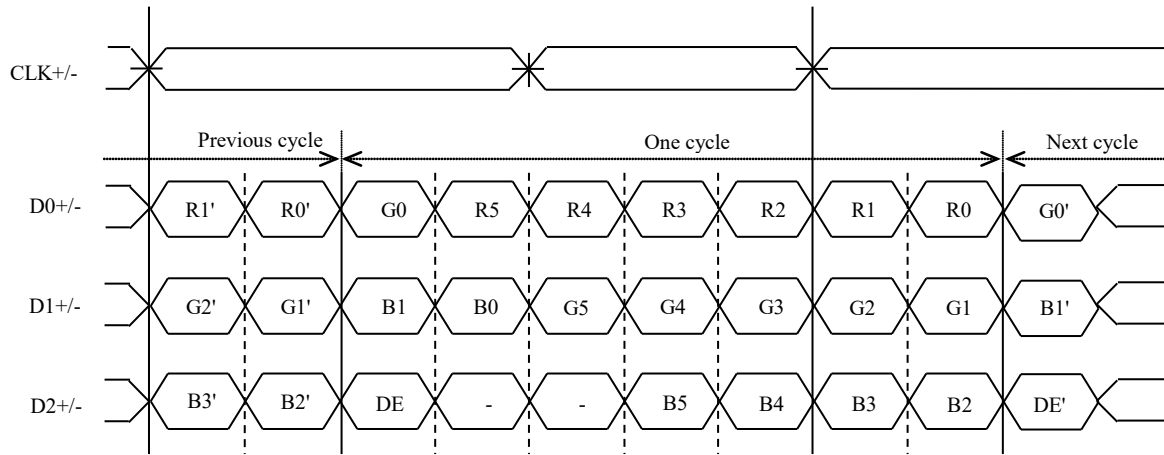 CLK+/-
Previous cycle One cycle Next cycle
D0+/- R1' R0' G0 R5 R4 R3 R2 R1 R0 G0'
D1+/- G2' G1' B1 B0 G5 G4 G3 G2 G1 B1'
D2+/- B3' B2' DE - - B5 B4 B3 B2 DE'